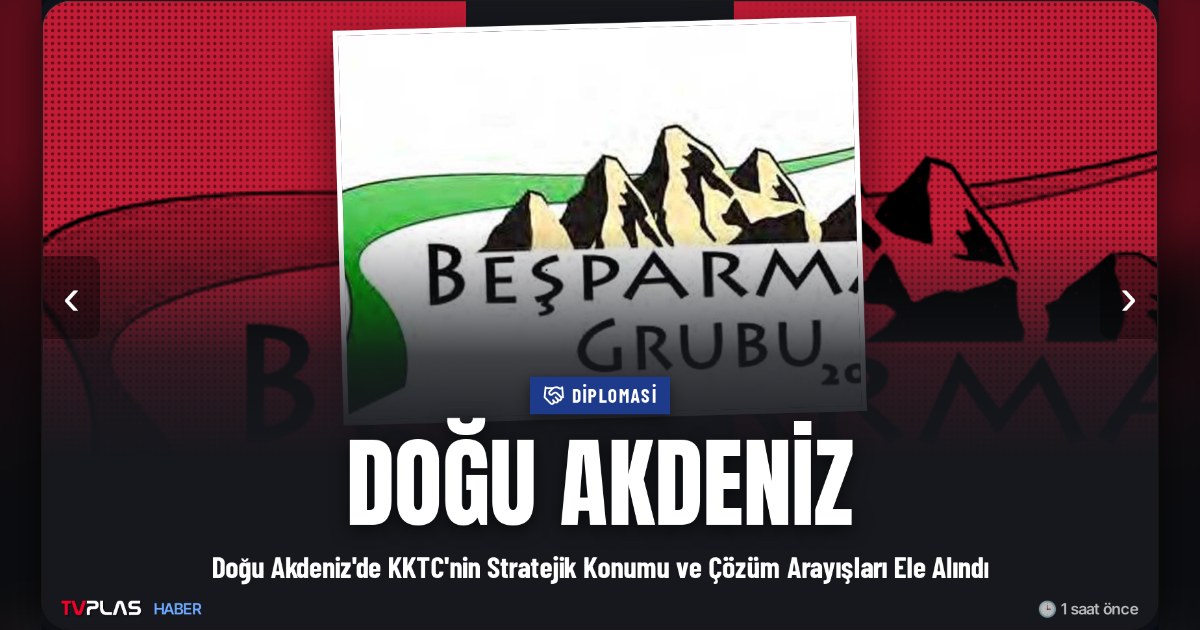 BEŞPARMA
GRUBU
20
DİPLOMASİ
DOĞU AKDENİZ
Doğu Akdeniz'de KKTC'nin Stratejik Konumu ve Çözüm Arayışları Ele Alındı
TVPLAS HABER
1 saat önce